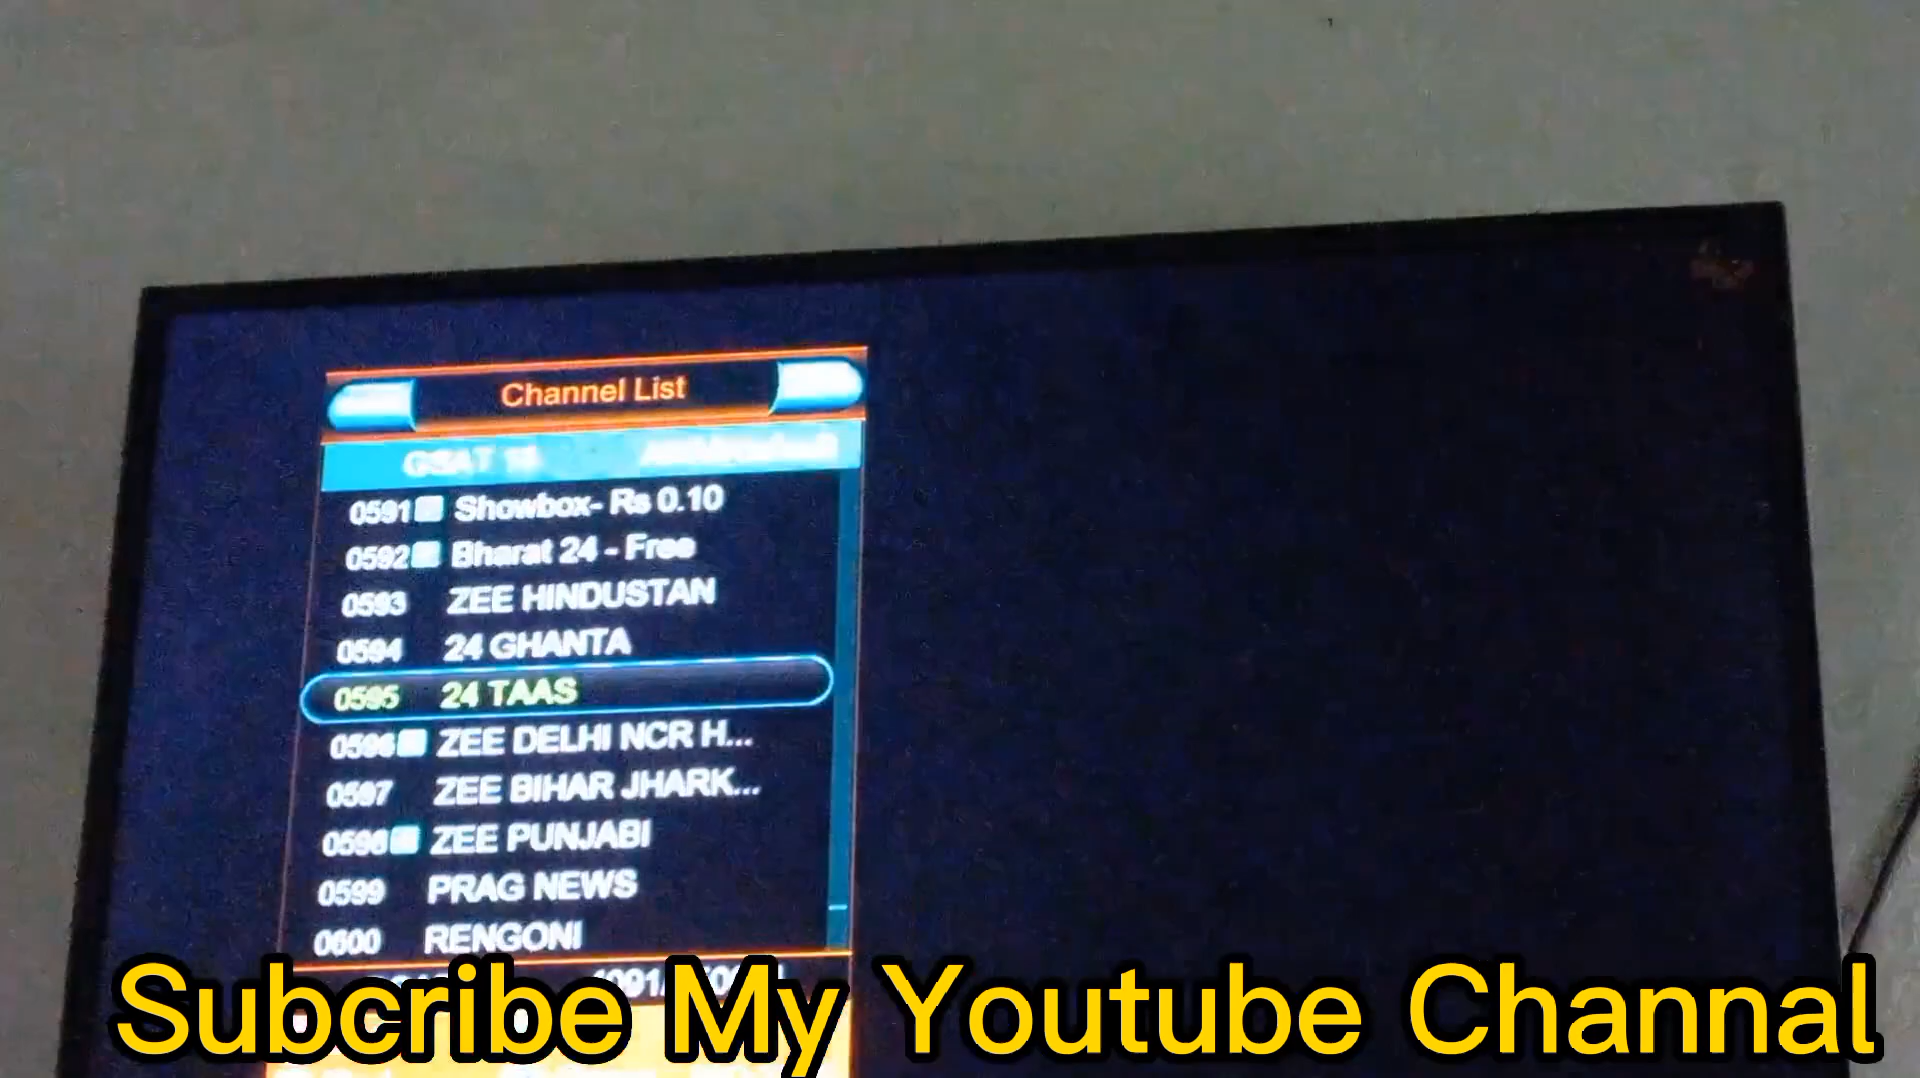 Channel List
GSAT
0591 Showbox- Rs 0.10
0592 Bharat 24 - Free
0593 ZEE HINDUSTAN
0594 24 GHANTA
0595 24 TAAS
0596 ZEE DELHI NCR H...
0597 ZEE BIHAR JHARK...
0598 ZEE PUNJABI
0599 PRAG NEWS
0600 RENGONI
Subcribe My Youtube Channal